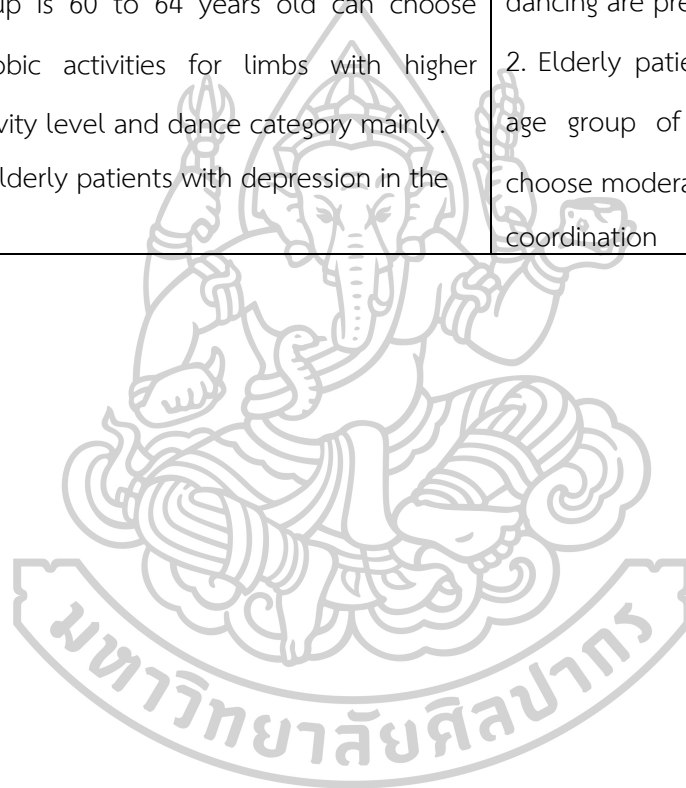 up is 60 to 64 years old can choose
obic activities for limbs with higher
vity level and dance category mainly.
lderly patients with depression in the
dancing are pre
2. Elderly patie
age group of
choose modera
coordination
มหาวิทยาลัยศิลปากร